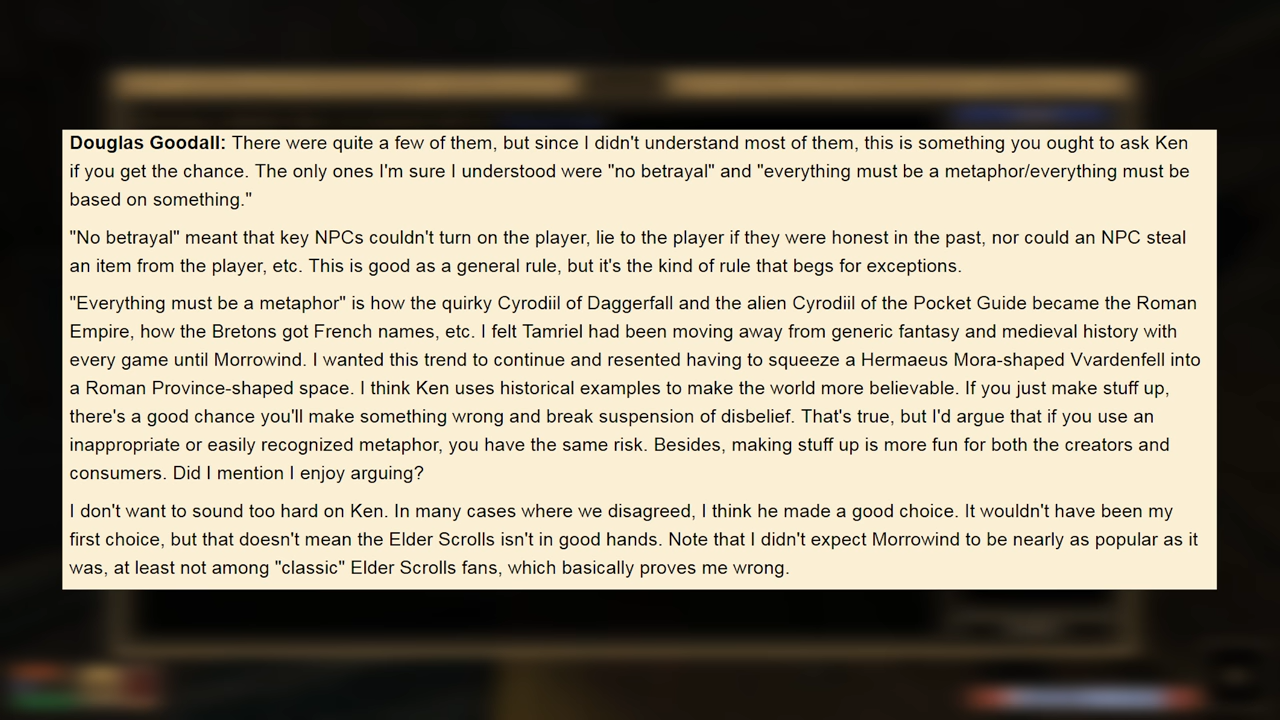 Douglas Goodall: There were quite a few of them, but since I didn't understand most of them, this is something you ought to ask Ken
if you get the chance. The only ones I'm sure I understood were "no betrayal" and "everything must be a metaphor/everything must be
based on something."
"No betrayal" meant that key NPCs couldn't turn on the player, lie to the player if they were honest in the past, nor could an NPC steal
an item from the player, etc. This is good as a general rule, but it's the kind of rule that begs for exceptions.
"Everything must be a metaphor" is how the quirky Cyrodiil of Daggerfall and the alien Cyrodiil of the Pocket Guide became the Roman
Empire, how the Bretons got French names, etc. I felt Tamriel had been moving away from generic fantasy and medieval history with
every game until Morrowind. I wanted this trend to continue and resented having to squeeze a Hermaeus Mora-shaped Vvardenfell into
a Roman Province-shaped space. I think Ken uses historical examples to make the world more believable. If you just make stuff up,
there's a good chance you'll make something wrong and break suspension of disbelief. That's true, but I'd argue that if you use an
inappropriate or easily recognized metaphor, you have the same risk. Besides, making stuff up is more fun for both the creators and
consumers. Did I mention I enjoy arguing?
I don't want to sound too hard on Ken. In many cases where we disagreed, I think he made a good choice. It wouldn't have been my
first choice, but that doesn't mean the Elder Scrolls isn't in good hands. Note that I didn't expect Morrowind to be nearly as popular as it
was, at least not among "classic" Elder Scrolls fans, which basically proves me wrong.